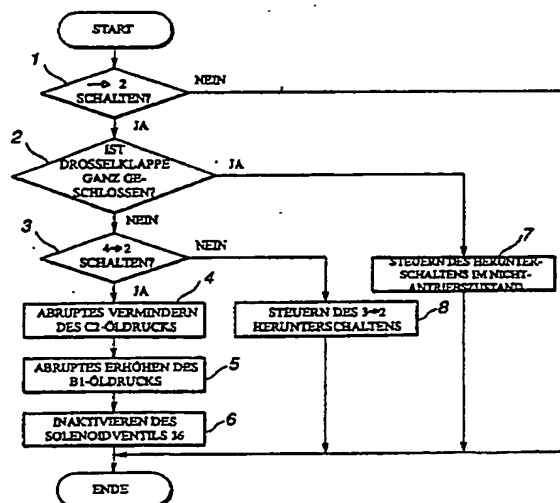 START
1
→ 2
SCHALTEN?
NEIN
JA
2
IST
DROSSELKLAPPE
GANZ GE-
SCHLOSSEN?
JA
NEIN
3
4→2
SCHALTEN?
NEIN
JA
4
ABRUPTES VERMINDERN
DES C2-ÖLDRUCKS
7
STEUERN DES HERUNTER-
SCHALTENS IM NICHT-
ANTRIEBZUSTAND
STEUERN DES 3→2
HERUNTERSCHALTENS
8
ABRUPTES ERHÖHEN DES
B1-ÖLDRUCKS
5
INAKTIVIEREN DES
SOLENOIDVENTILS 36
6
ENDE